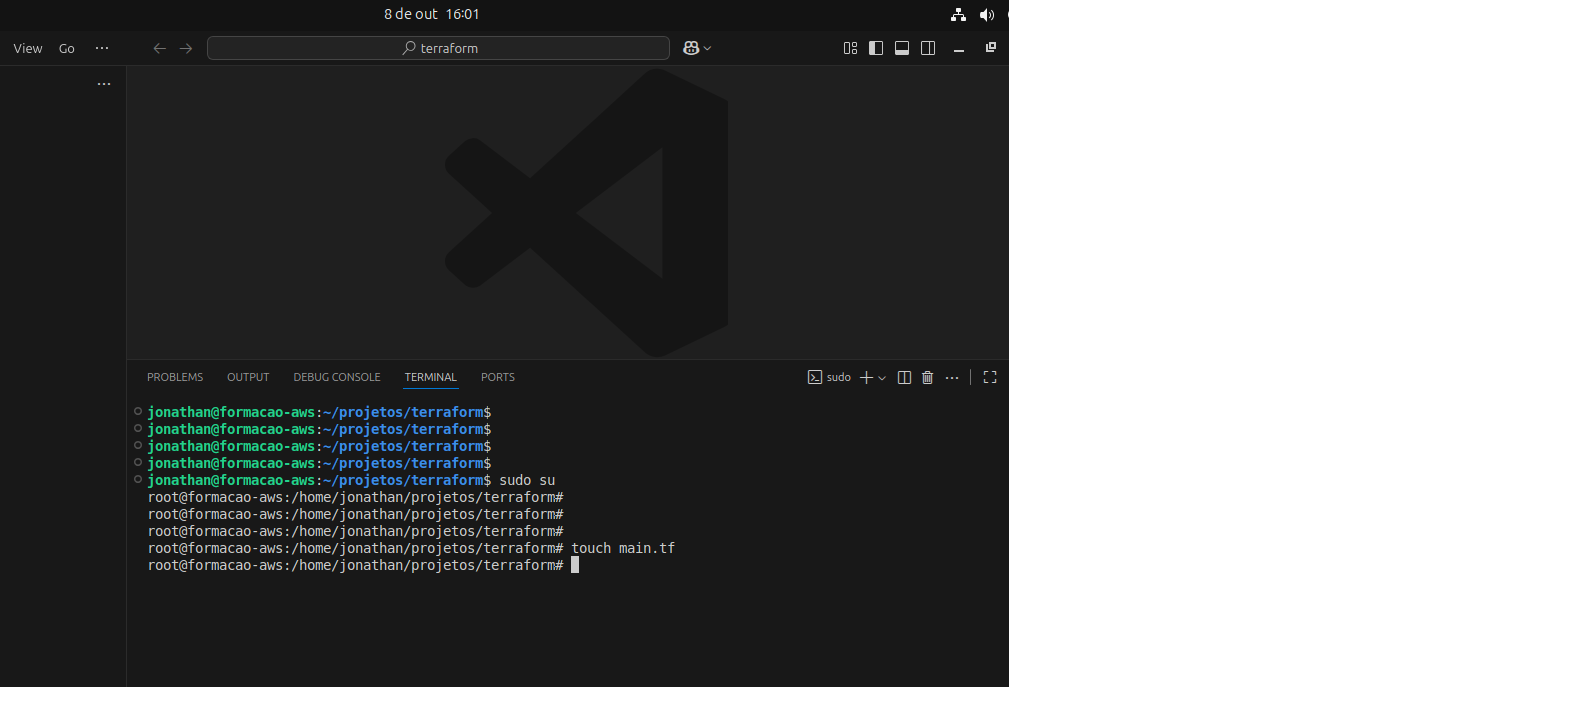 8 de out 16:01
View Go ...
terraform
...
PROBLEMS OUTPUT DEBUG CONSOLE TERMINAL PORTS
sudo
jonathan@formacao-aws:~/projetos/terraform$
jonathan@formacao-aws:~/projetos/terraform$
jonathan@formacao-aws:~/projetos/terraform$
jonathan@formacao-aws:~/projetos/terraform$
jonathan@formacao-aws:~/projetos/terraform$ sudo su
root@formacao-aws:/home/jonathan/projetos/terraform#
root@formacao-aws:/home/jonathan/projetos/terraform#
root@formacao-aws:/home/jonathan/projetos/terraform#
root@formacao-aws:/home/jonathan/projetos/terraform# touch main.tf
root@formacao-aws:/home/jonathan/projetos/terraform#